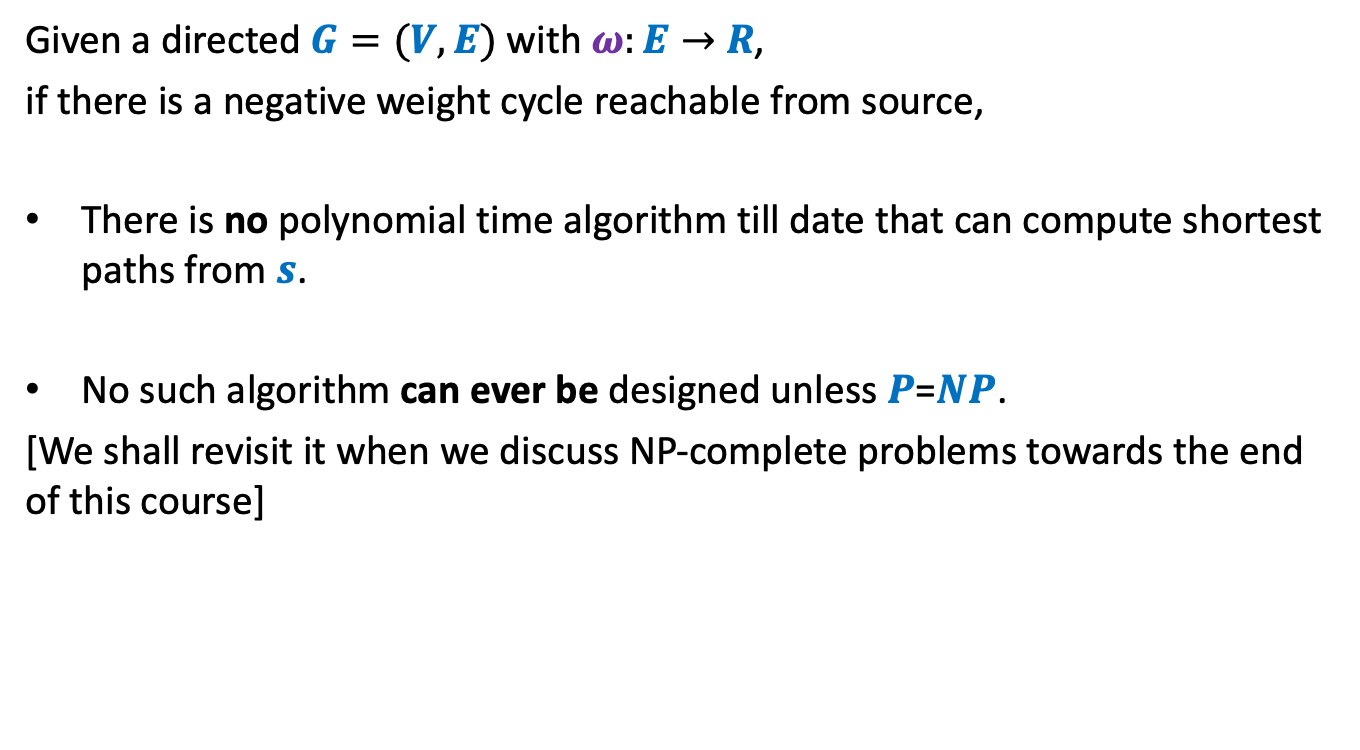 Given a directed G = (V, E) with ω: E → R,
if there is a negative weight cycle reachable from source,
• There is no polynomial time algorithm till date that can compute shortest
paths from s.
• No such algorithm can ever be designed unless P=NP.
[We shall revisit it when we discuss NP-complete problems towards the end
of this course]